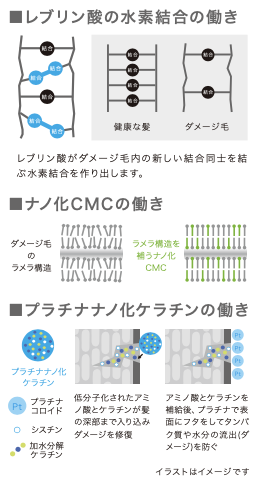 ■レブリン酸の水素結合の働き
結合
結合
結合
結合
結合
結合
結合
結合
結合
結合
結合
結合
健康な髪
ダメージ毛
レブリン酸がダメージ毛内の新しい結合同士を結
ぶ水素結合を作り出します。
■ナノ化CMCの働き
ダメージ毛
の
ラメラ構造
ラメラ構造を
補うナノ化
CMC
■プラチナナノ化ケラチンの働き
プラチナナノ化
ケラチン
Pt
プラチナ
コロイド
シスチン
加水分解
ケラチン
低分子化されたアミ
ノ酸とケラチンが髪
の深部まで入り込み
ダメージを修復
Pt
Pt
Pt
Pt
アミノ酸とケラチンを
補給後、プラチナで表
面にフタをしてタンパ
ク質や水分の流出(ダ
メージ)を防ぐ
イラストはイメージです